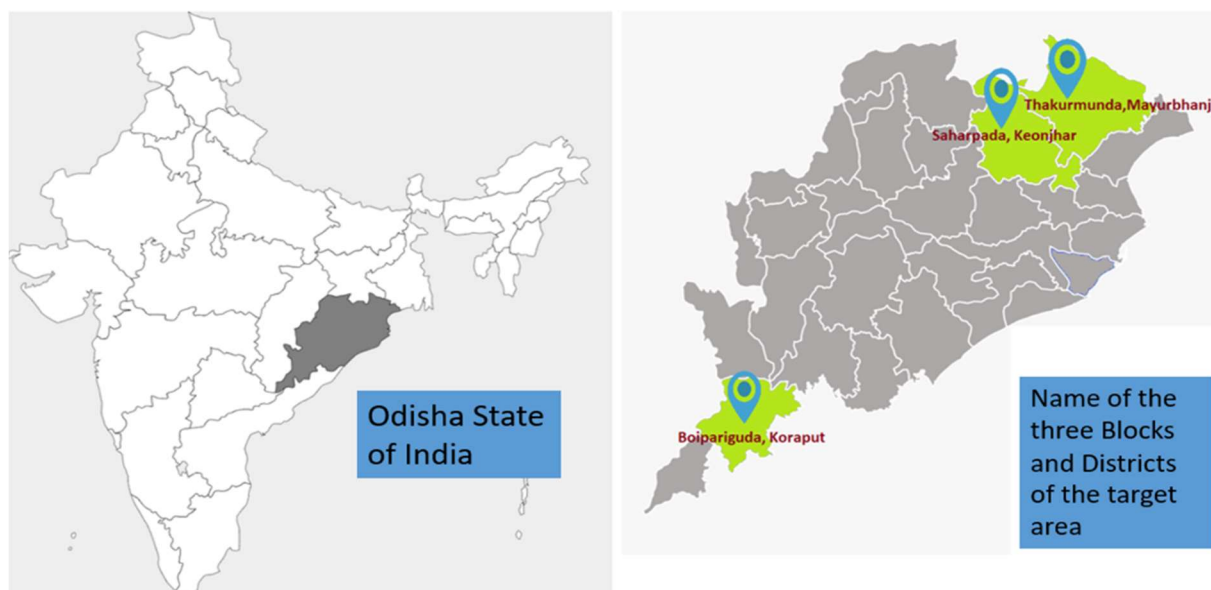 Odisha State
of India
Thakurmunda,Mayurbhanj
Saharpada, Keonjhar
Boipariguda, Koraput
Name of the
three Blocks
and Districts
of the target
area